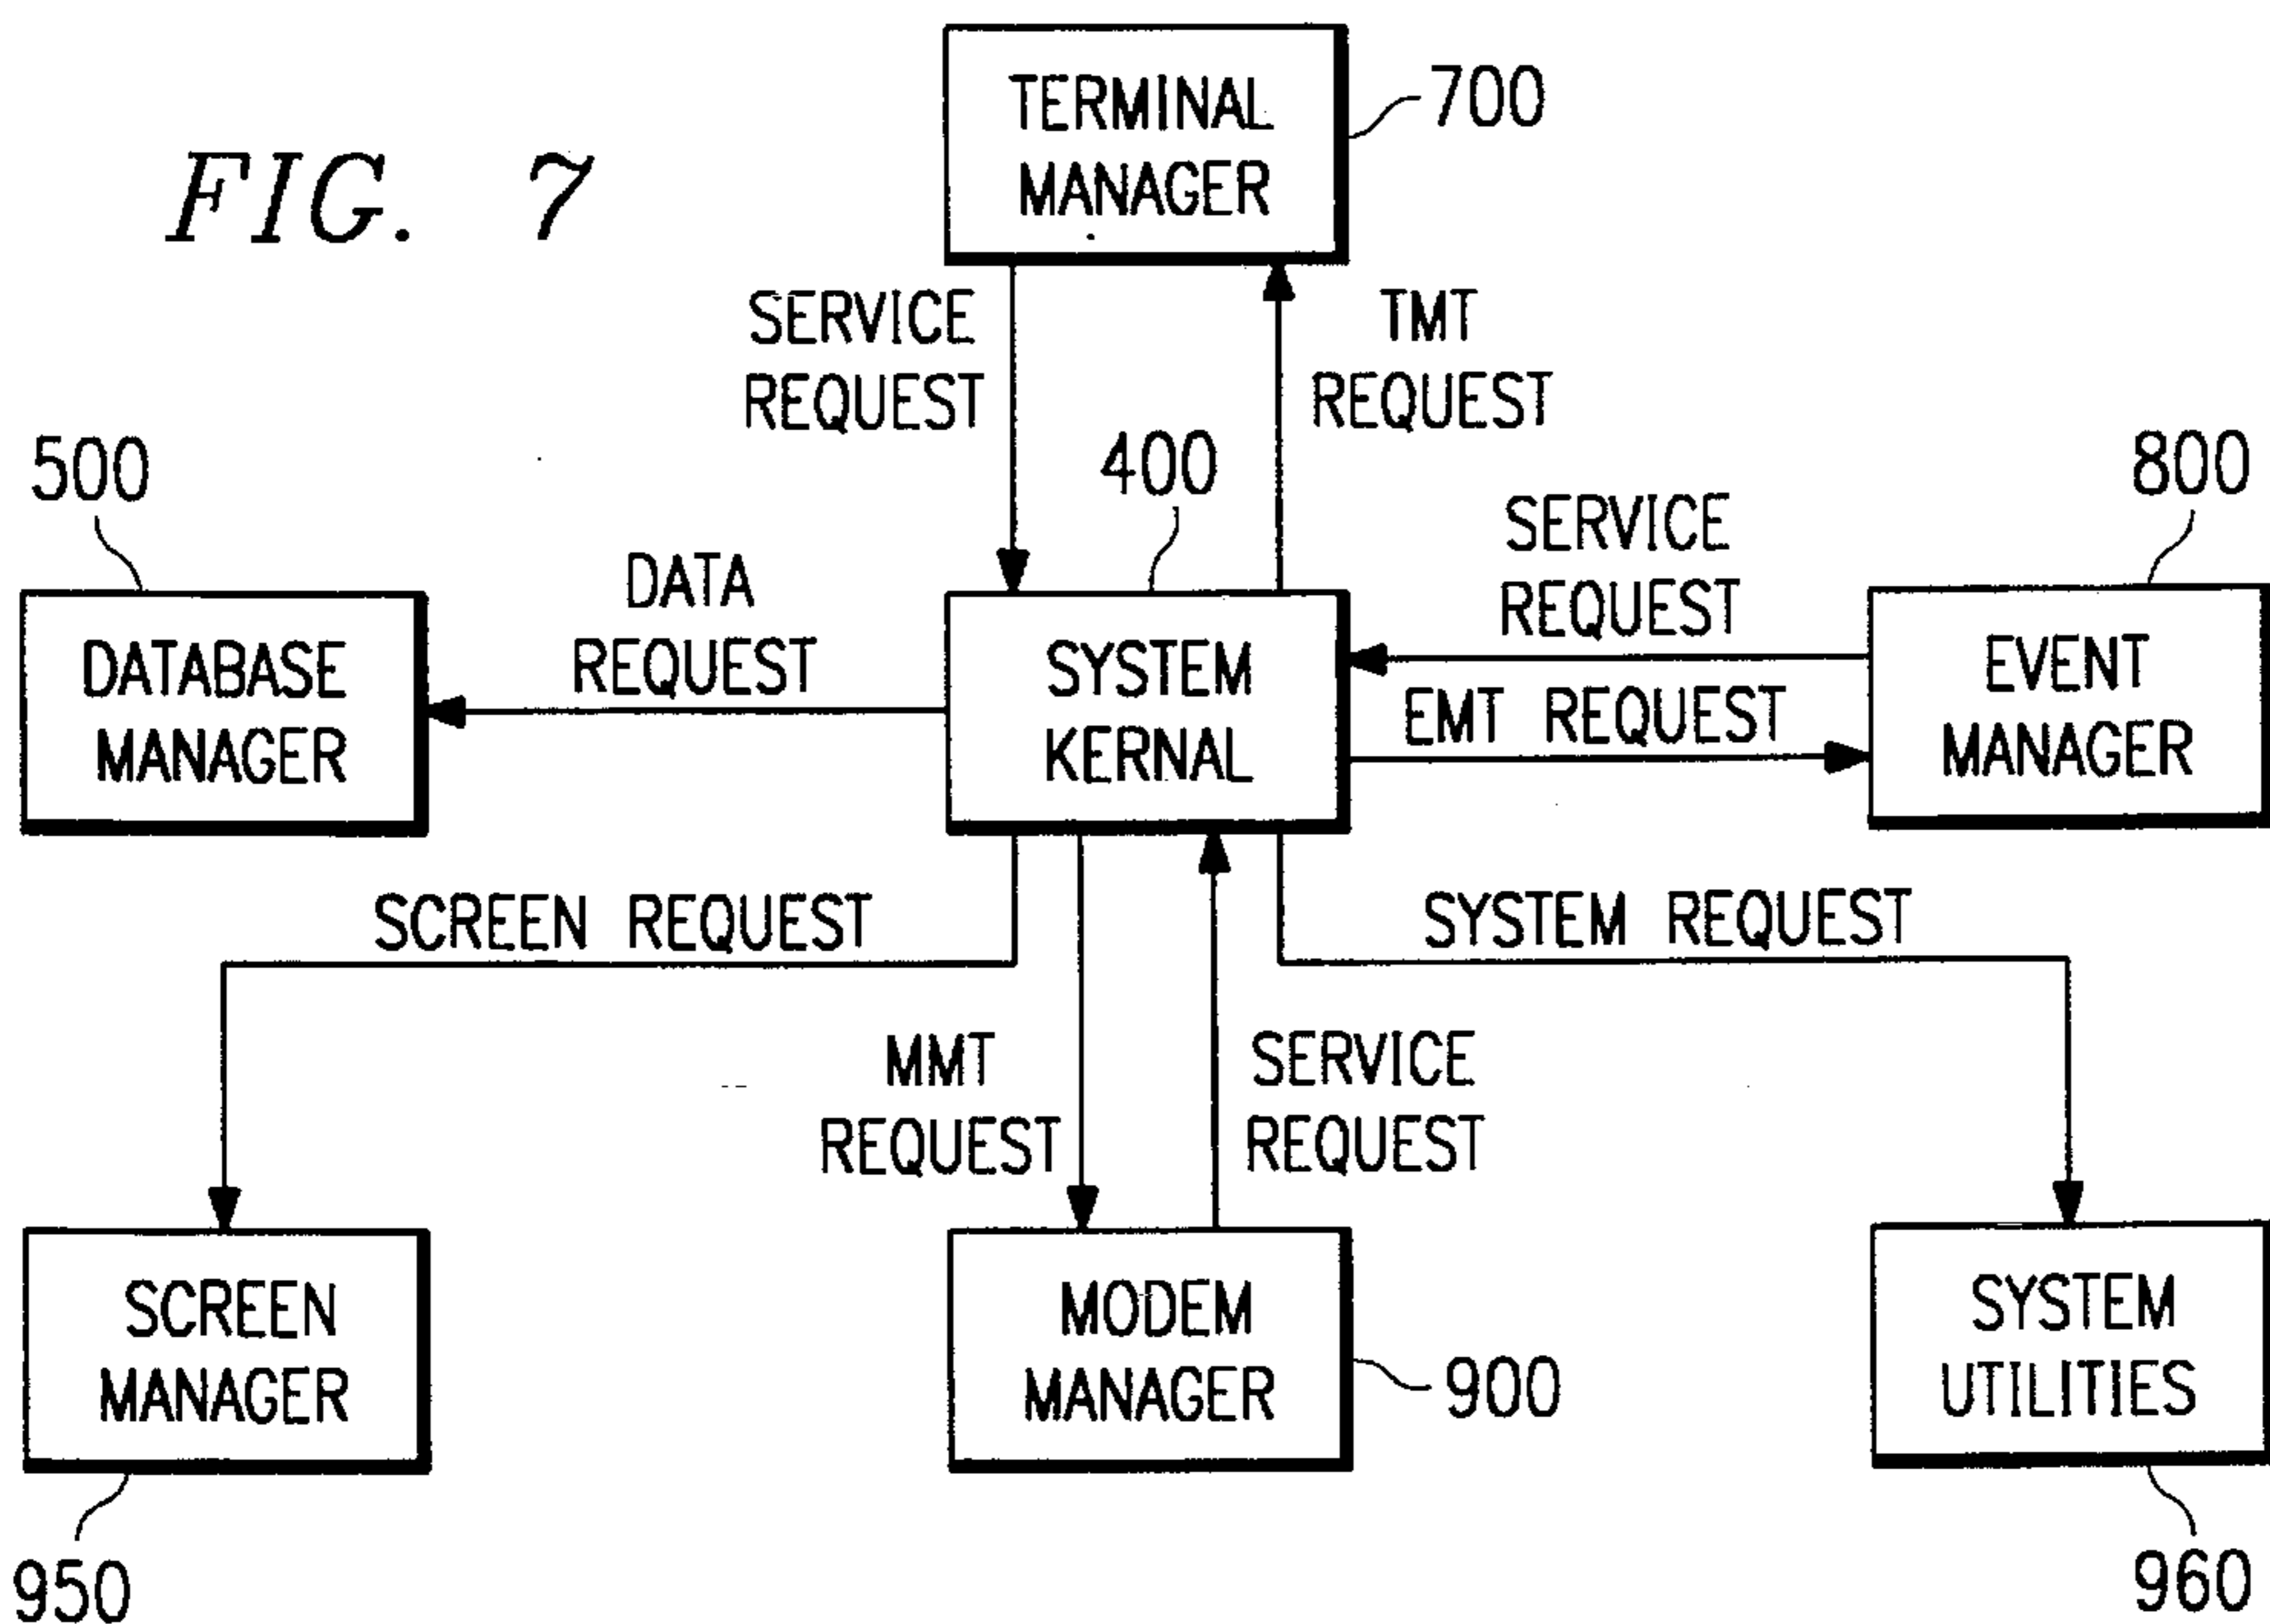 FIG. 7
TERMINAL
MANAGER
700
SERVICE
REQUEST
TMT
REQUEST
500
400
800
DATABASE
MANAGER
DATA
REQUEST
SYSTEM
KERNAL
SERVICE
REQUEST
EMT REQUEST
EVENT
MANAGER
SCREEN REQUEST
SYSTEM REQUEST
MMT
REQUEST
SERVICE
REQUEST
SCREEN
MANAGER
MODEM
MANAGER
900
SYSTEM
UTILITIES
950
960